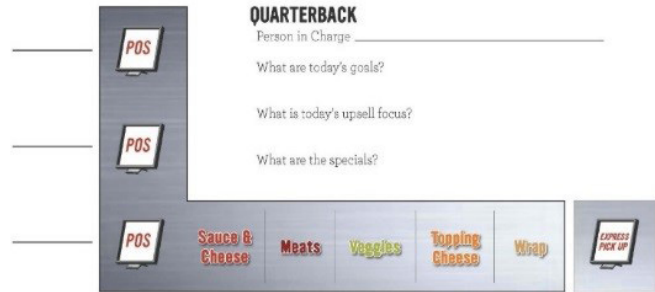 QUARTERBACK
Person in Charge
What are today's goals?
What is today's upsell focus?
What are the specials?
POS
POS
POS
Sauce &
Cheese
Meats
Veggies
Topping
Cheese
Wrap
EXPRESS
PICK UP